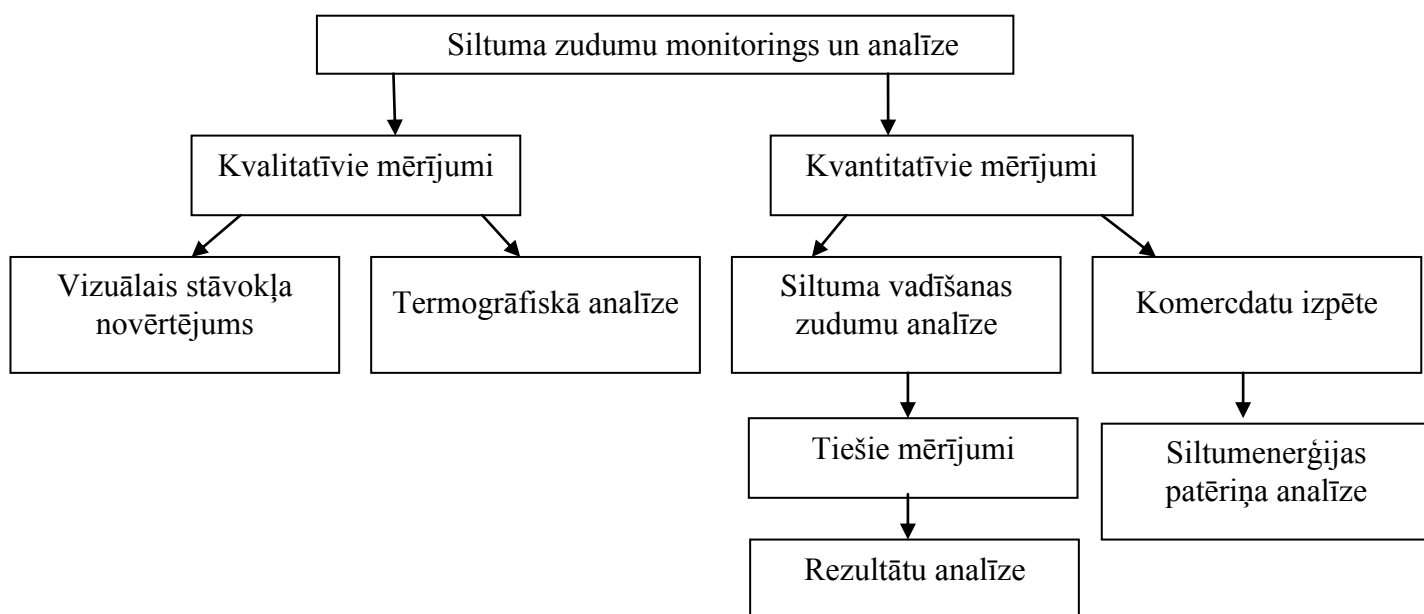 Siltuma zudumu monitorings un analīze
Kvalitatīvie mērījumi
Kvantitatīvie mērījumi
Vizuālais stāvokļa
novērtējums
Termogrāfiskā analīze
Siltuma vadīšanas
zudumu analīze
Komercdatu izpēte
Tiešie mērījumi
Siltumenerģijas
patēriņa analīze
Rezultātu analīze